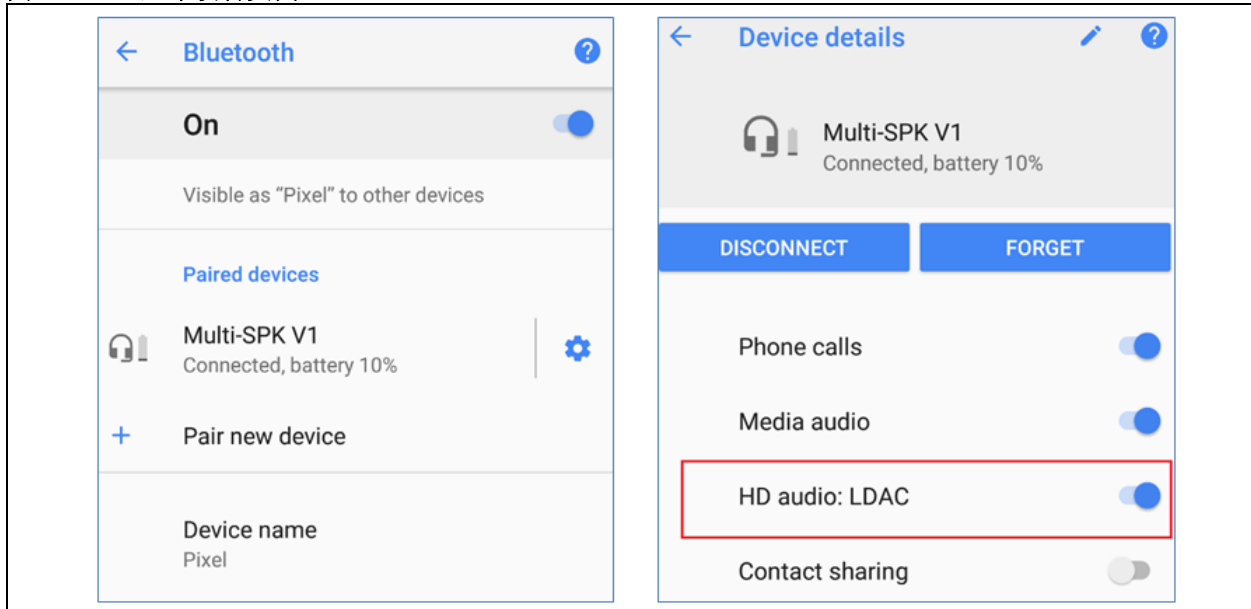 Bluetooth
On
Visible as “Pixel” to other devices
Paired devices
Multi-SPK V1
Connected, battery 10%
Pair new device
Device name
Pixel
Device details
Multi-SPK V1
Connected, battery 10%
DISCONNECT
FORGET
Phone calls
Media audio
HD audio: LDAC
Contact sharing